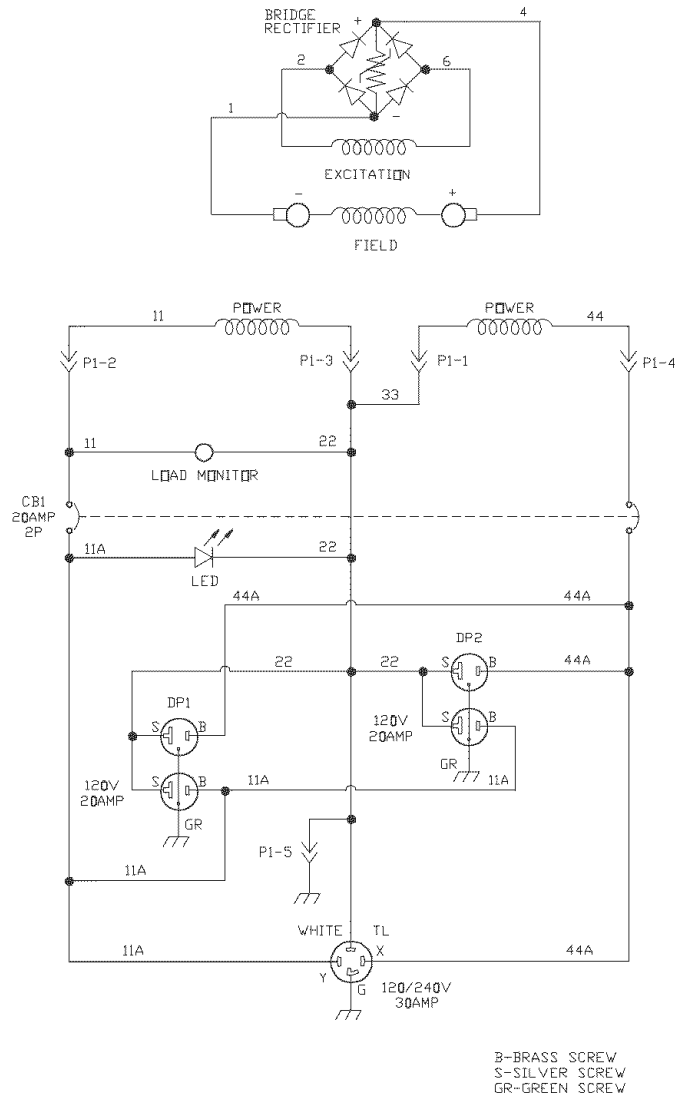 BRIDGE
RECTIFIER
+
4
2
6
1
-
EXCITATION
-
+
FIELD
11
POWER
POWER
44
P1-2
P1-3
P1-1
P1-4
33
11
22
LOAD MONITOR
CB1
20AMP
2P
11A
22
LED
44A
44A
DP2
22
22
S
B
44A
DP1
S
B
120V
20AMP
S
B
120V
20AMP
S
B
11A
GR
11A
GR
P1-5
11A
WHITE
TL
11A
X
44A
Y
G
120/240V
30AMP
B-BRASS SCREW
S-SILVER SCREW
GR-GREEN SCREW